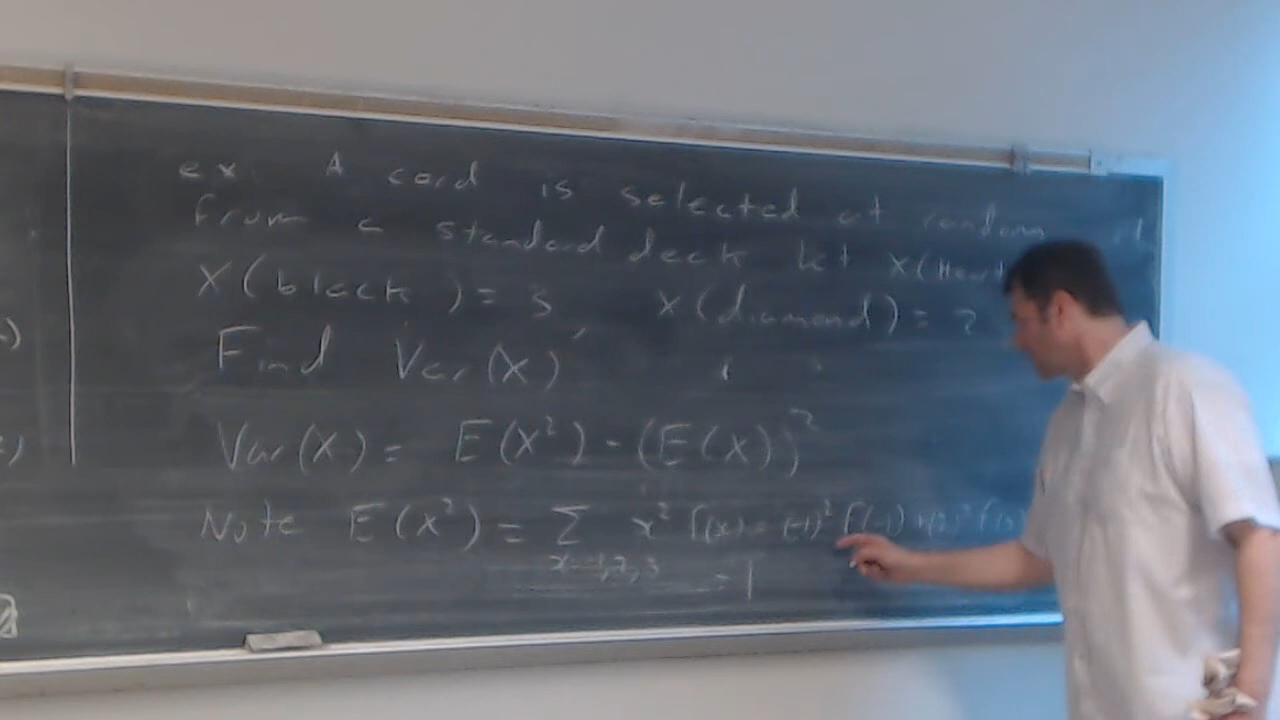 ex. A card is selected at random
from a standard deck let X(Heart
X(black) = 3 X(diamond) = 2
Find Var(X)
Var(X) = E(X²) - (E(X))²
Note E(X²) = Σ x² f(x) = (-1)² f(-1) + (2)² f(
x=-1,2,3
= 1